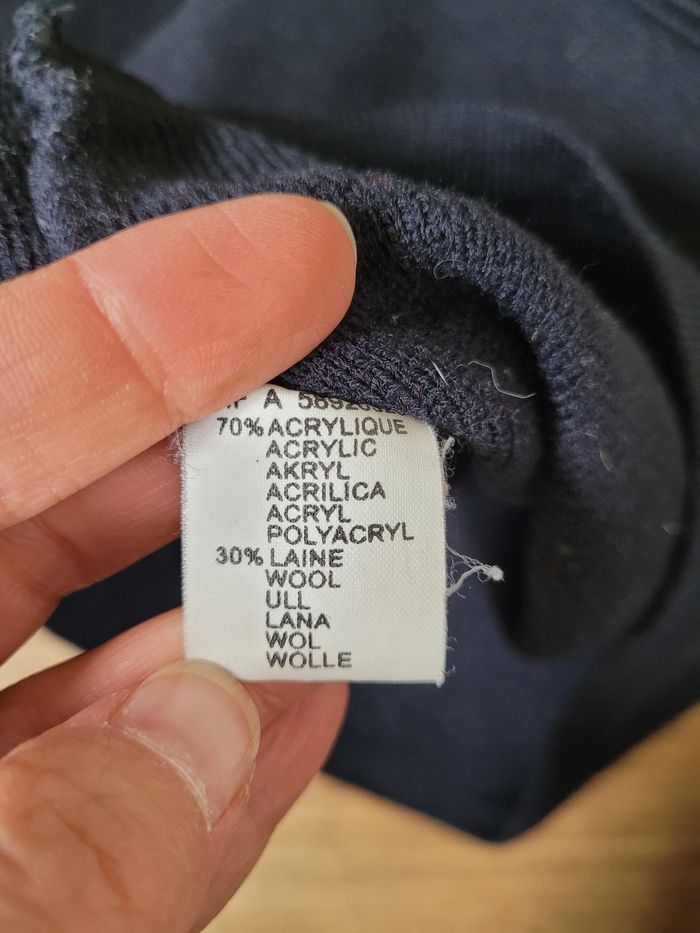 A
70% ACRYLIQUE
ACRYLIC
AKRYL
ACRILICA
ACRYL
POLYACRYL
30% LAINE
WOOL
ULL
LANA
WOL
WOLLE